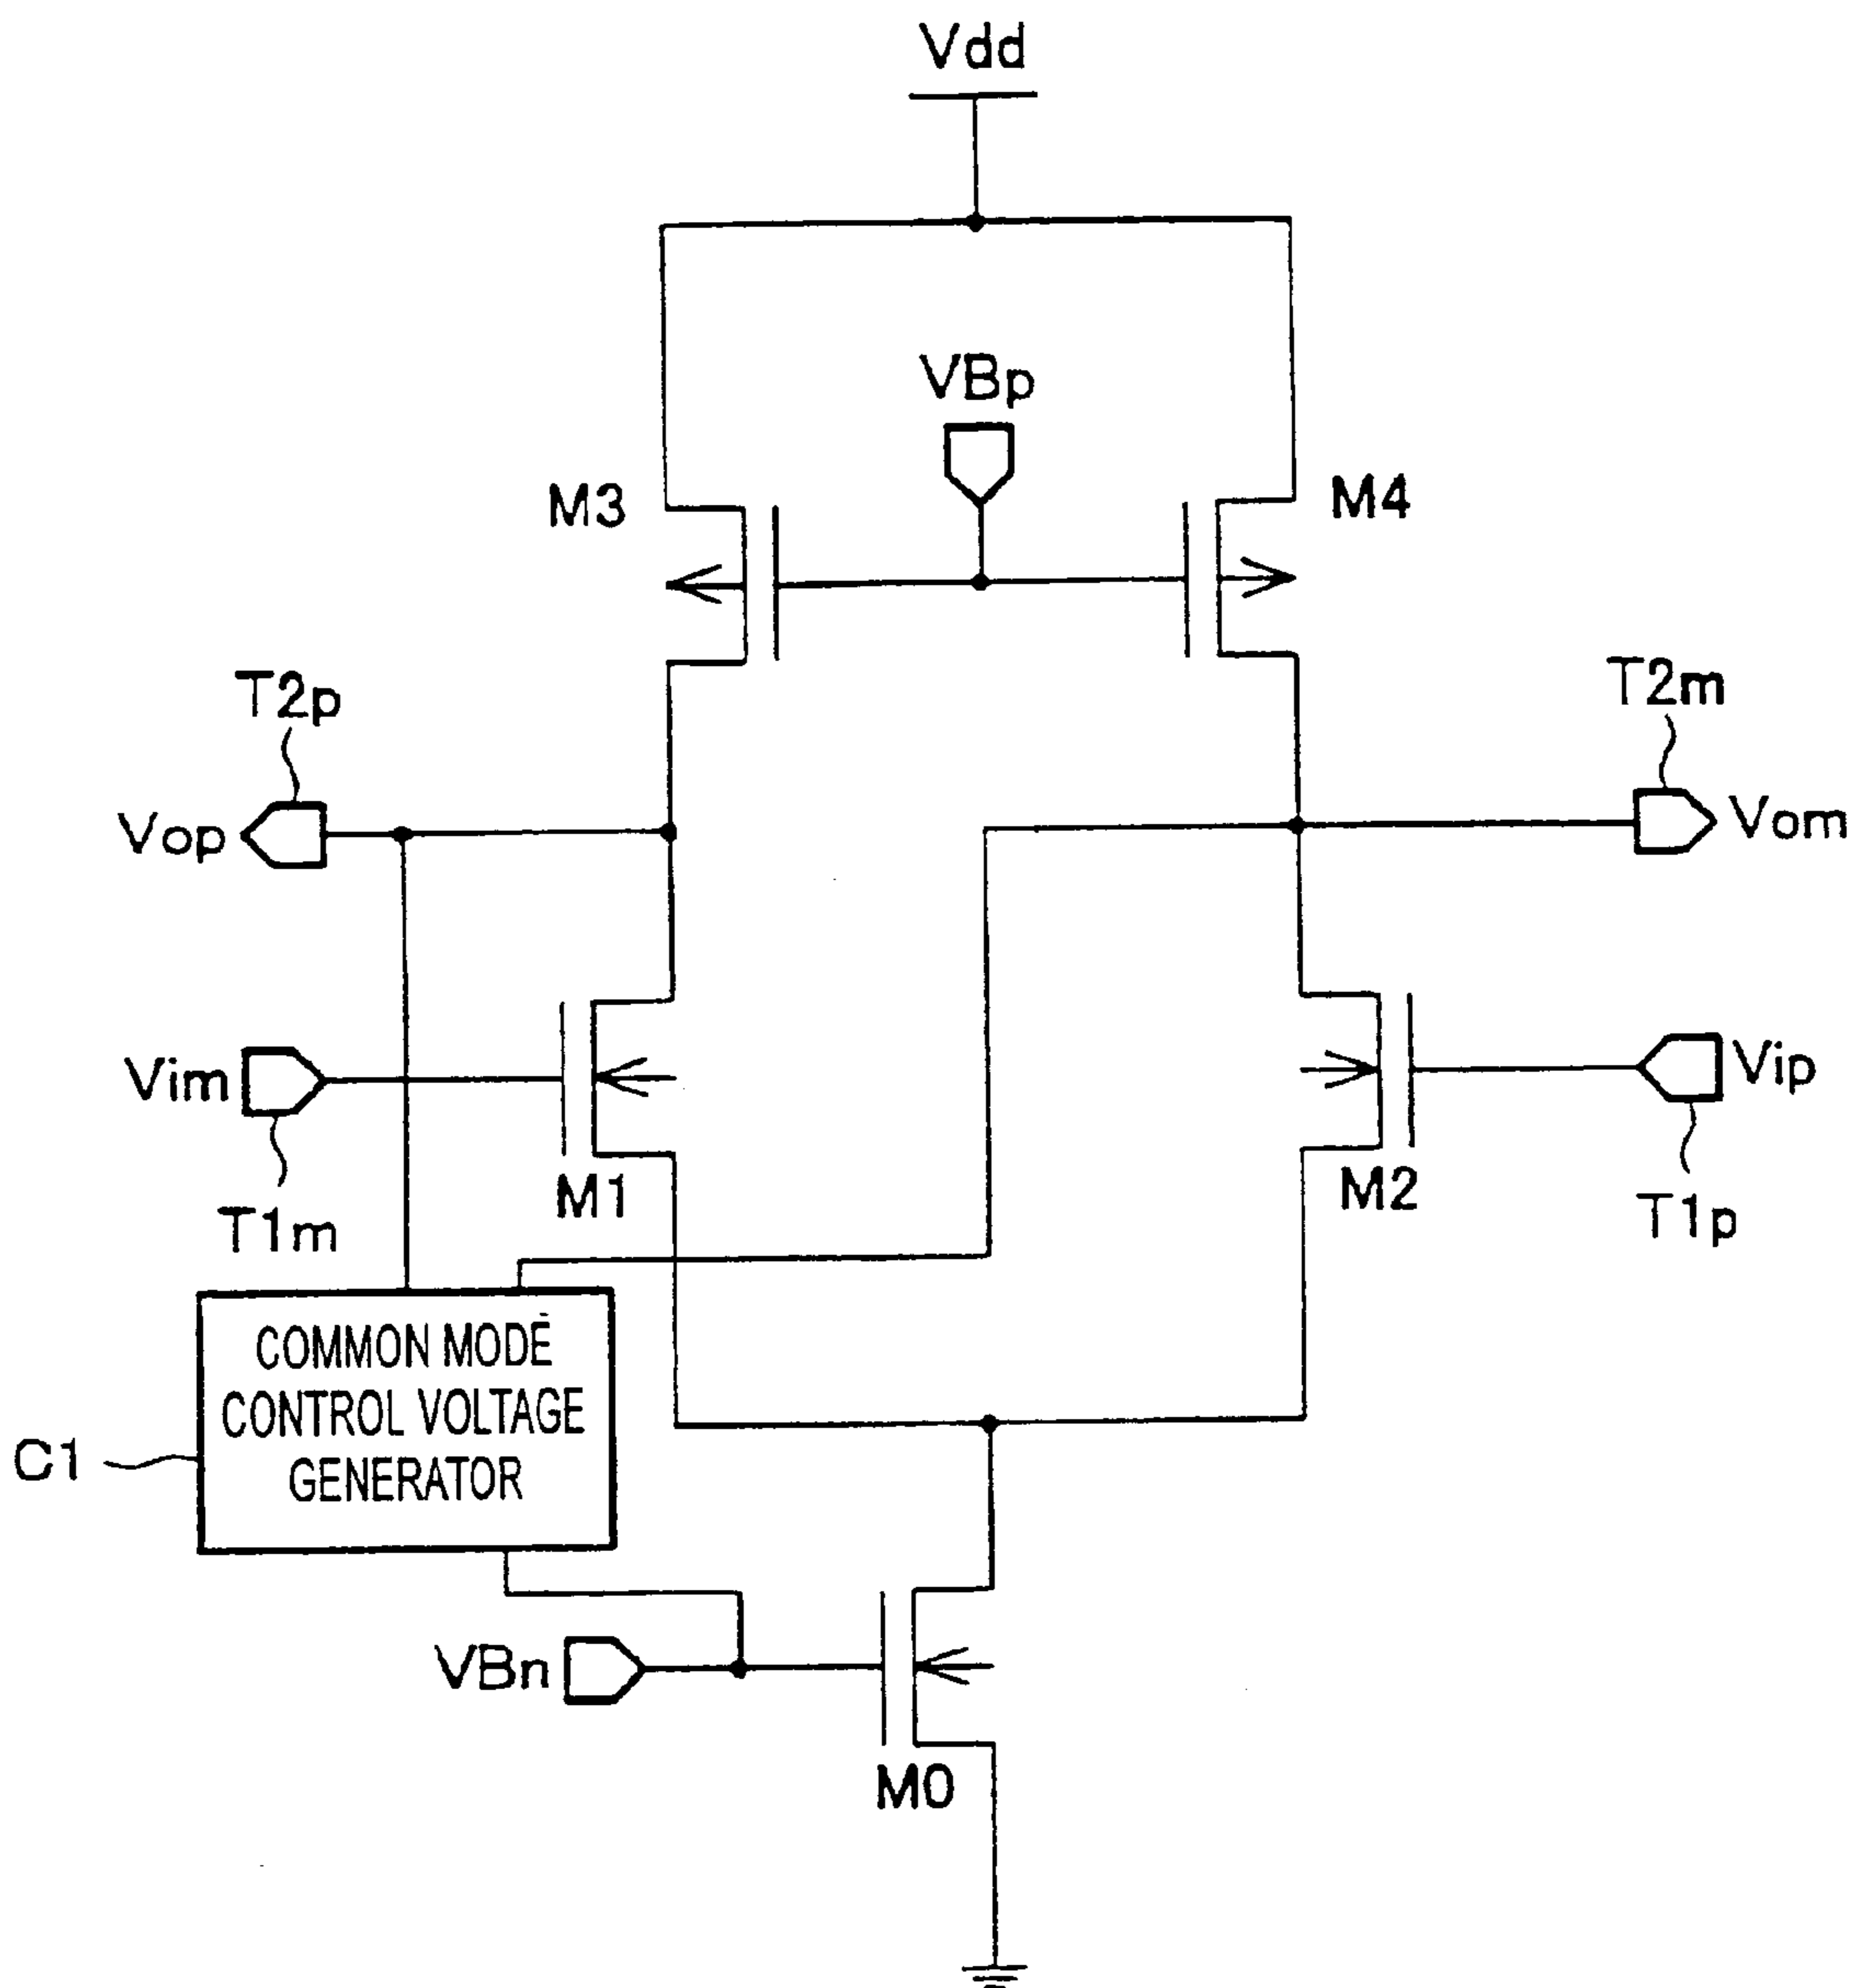 Vdd
VBp
M3
M4
T2p
T2m
Vop
Vom
Vim
Vip
M1
M2
T1m
T1p
COMMON MODE
CONTROL VOLTAGE
GENERATOR
C1
VBn
M0